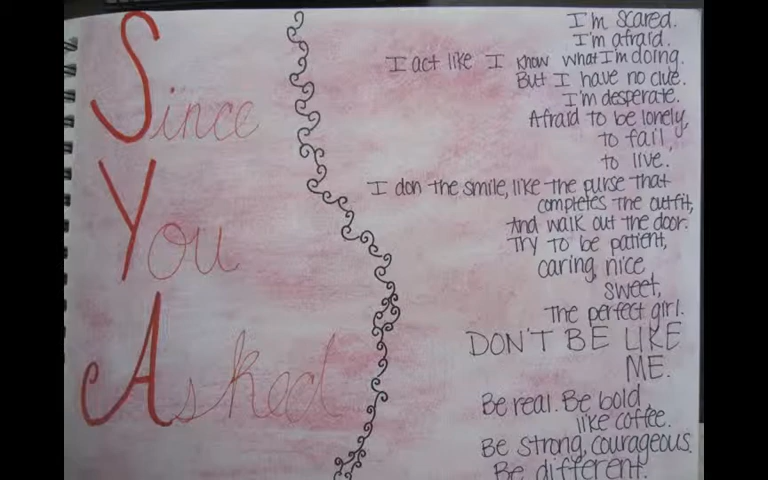 Since
You
Asked
I'm scared.
I'm afraid.
I act like I know what I'm doing.
But I have no clue.
I'm desperate.
Afraid to be lonely,
to fail,
to live.
I don the smile, like the purse that
completes the outfit,
And walk out the door.
Try to be patient,
caring, nice
sweet,
The perfect girl.
DON'T BE LIKE
ME.
Be real. Be bold,
like coffee.
Be strong, courageous.
Be different.